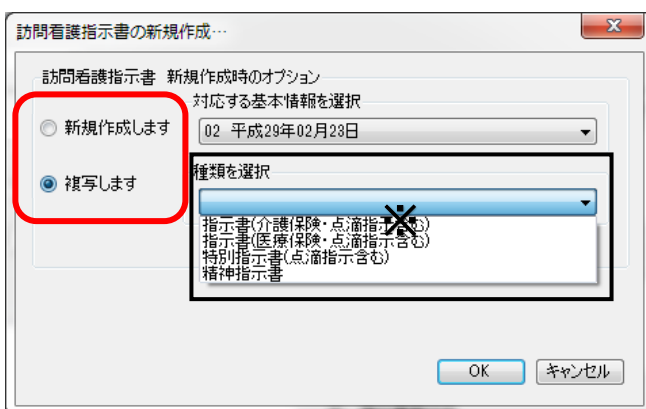 訪問看護指示書の新規作成…
訪問看護指示書 新規作成時のオプション
対応する基本情報を選択
新規作成します
02 平成29年02月23日
複写します
種類を選択
※
指示書(介護保険・点滴指示含む)
指示書(医療保険・点滴指示含む)
特別指示書(点滴指示含む)
精神指示書
OK
キャンセル